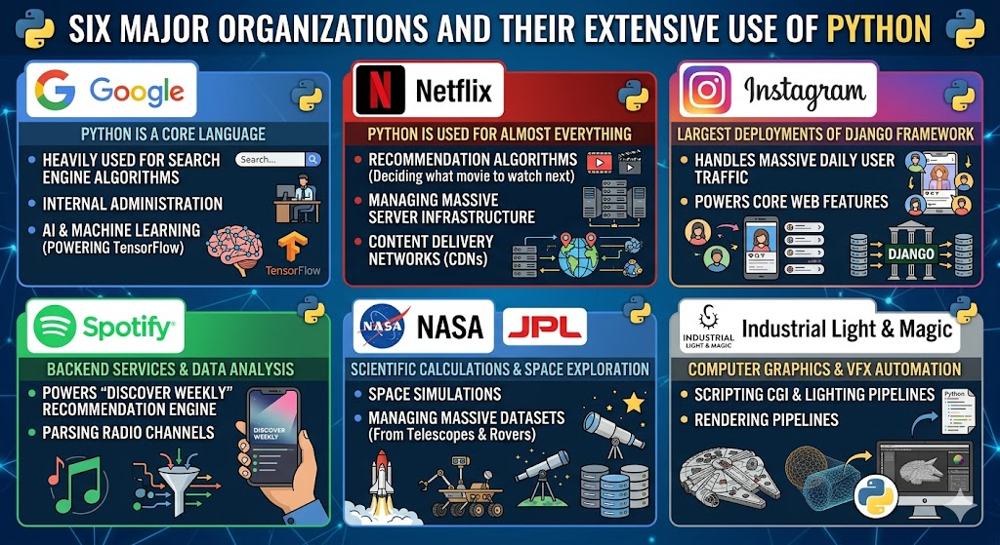 SIX MAJOR ORGANIZATIONS AND THEIR EXTENSIVE USE OF PYTHON
Google
PYTHON IS A CORE LANGUAGE
HEAVILY USED FOR SEARCH
ENGINE ALGORITHMS
Search...
INTERNAL ADMINISTRATION
AI & MACHINE LEARNING
(POWERING TensorFlow)
TensorFlow
N Netflix
PYTHON IS USED FOR ALMOST EVERYTHING
RECOMMENDATION ALGORITHMS
(Deciding what movie to watch next)
MANAGING MASSIVE
SERVER INFRASTRUCTURE
CONTENT DELIVERY
NETWORKS (CDNs)
Instagram
LARGEST DEPLOYMENTS OF DJANGO FRAMEWORK
HANDLES MASSIVE DAILY USER
TRAFFIC
POWERS CORE WEB FEATURES
DJANGO
Spotify
BACKEND SERVICES & DATA ANALYSIS
POWERS “DISCOVER WEEKLY”
RECOMMENDATION ENGINE
PARSING RADIO CHANNELS
DISCOVER
WEEKLY
NASA NASA JPL
SCIENTIFIC CALCULATIONS & SPACE EXPLORATION
SPACE SIMULATIONS
MANAGING MASSIVE DATASETS
(From Telescopes & Rovers)
INDUSTRIAL
LIGHT & MAGIC
Industrial Light & Magic
COMPUTER GRAPHICS & VFX AUTOMATION
SCRIPTING CGI & LIGHTING PIPELINES
RENDERING PIPELINES
Python